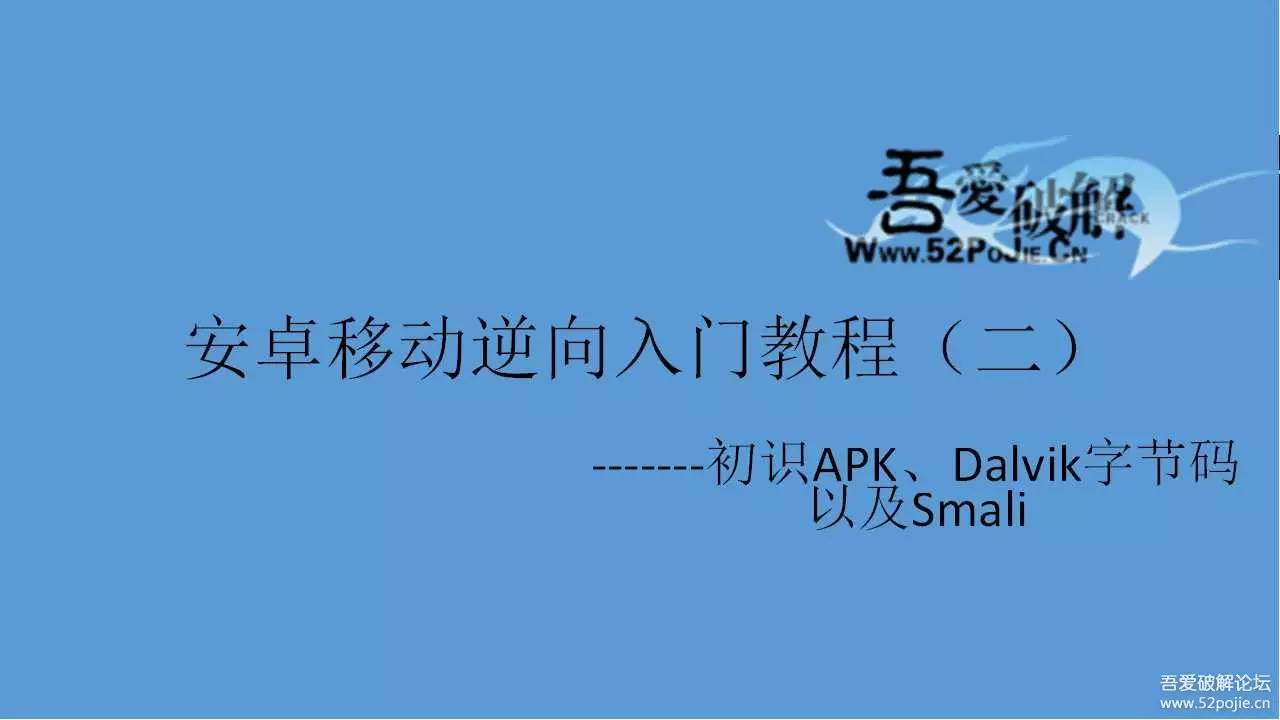 吾愛破解
CRACK
WWW.52POJIE.CN
安卓移动逆向入门教程（二）
-------初识APK、Dalvik字节码
以及Smali
吾爱破解论坛
www.52pojie.cn